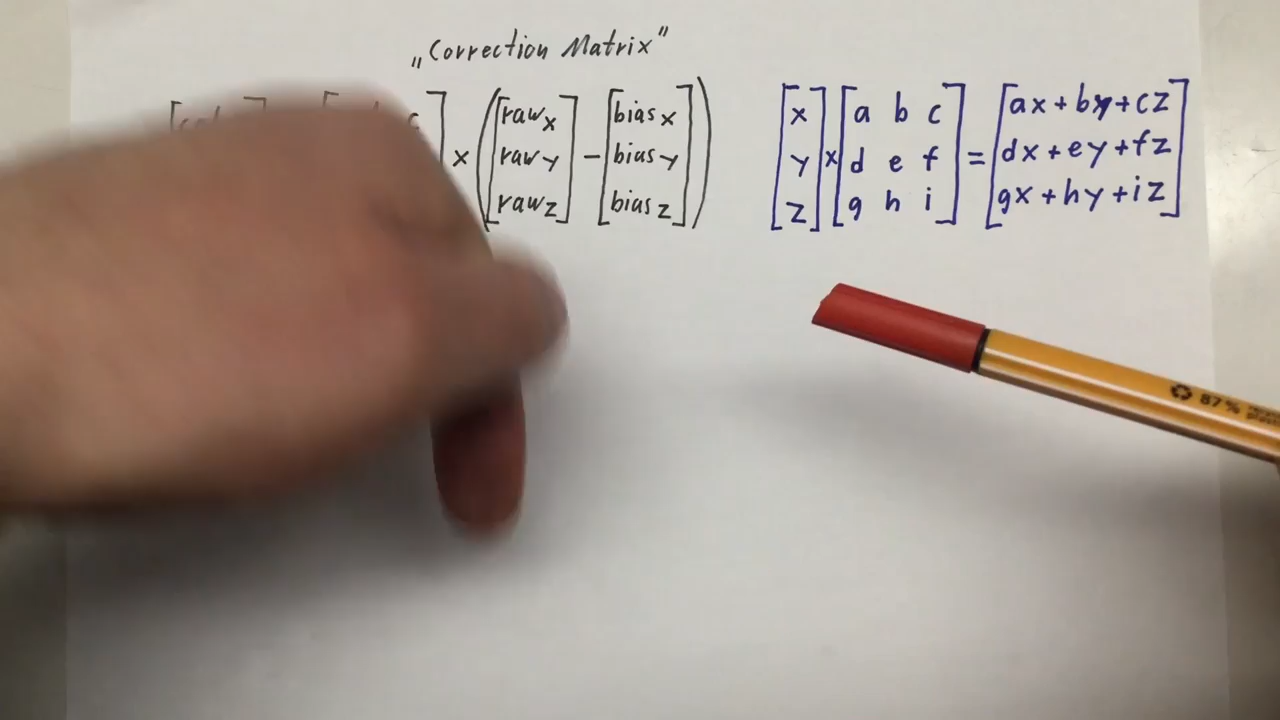 „Correction Matrix"
c × ( [raw x] − [bias x] ) [x] [a b c] [ax + by + cz]
raw y bias y y × d e f = dx + ey + fz
raw z bias z z g h i gx + hy + iz
87%